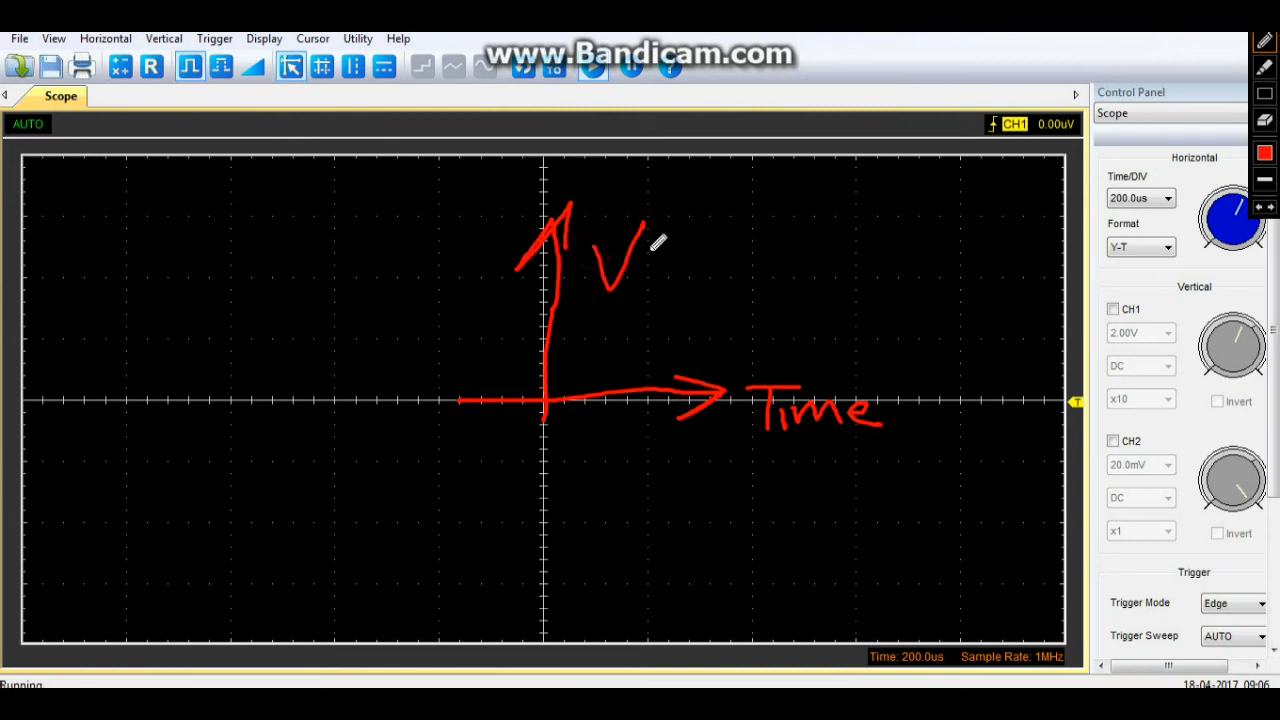 www.Bandicam.com
File View Horizontal Vertical Trigger Display Cursor Utility Help
R
Scope
AUTO
CH1 0.00uV
V
Time
T
Time: 200.0us Sample Rate: 1MHz
Control Panel
Scope
Horizontal
Time/DIV
200.0us
Format
Y-T
Vertical
CH1
2.00V
DC
x10 Invert
CH2
20.0mV
DC
x1 Invert
Trigger
Trigger Mode Edge
Trigger Sweep AUTO
Running
18-04-2017 09:06